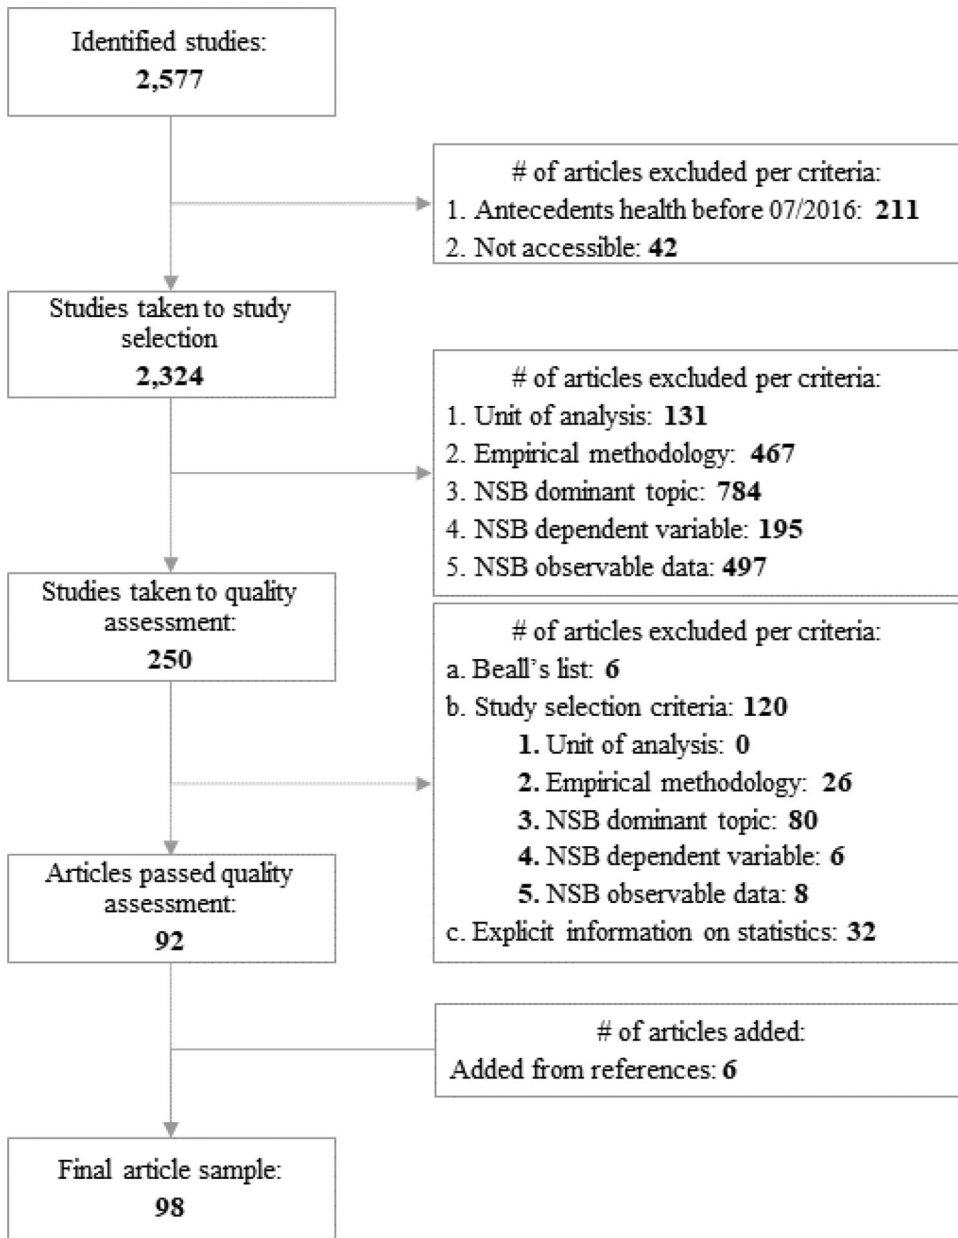 Identified studies:
2,577
# of articles excluded per criteria:
1. Antecedents health before 07/2016: 211
2. Not accessible: 42
Studies taken to study
selection
2,324
# of articles excluded per criteria:
1. Unit of analysis: 131
2. Empirical methodology: 467
3. NSB dominant topic: 784
4. NSB dependent variable: 195
5. NSB observable data: 497
Studies taken to quality
assessment:
250
# of articles excluded per criteria:
a. Beall's list: 6
b. Study selection criteria: 120
1. Unit of analysis: 0
2. Empirical methodology: 26
3. NSB dominant topic: 80
4. NSB dependent variable: 6
5. NSB observable data: 8
c. Explicit information on statistics: 32
Articles passed quality
assessment:
92
# of articles added:
Added from references: 6
Final article sample:
98